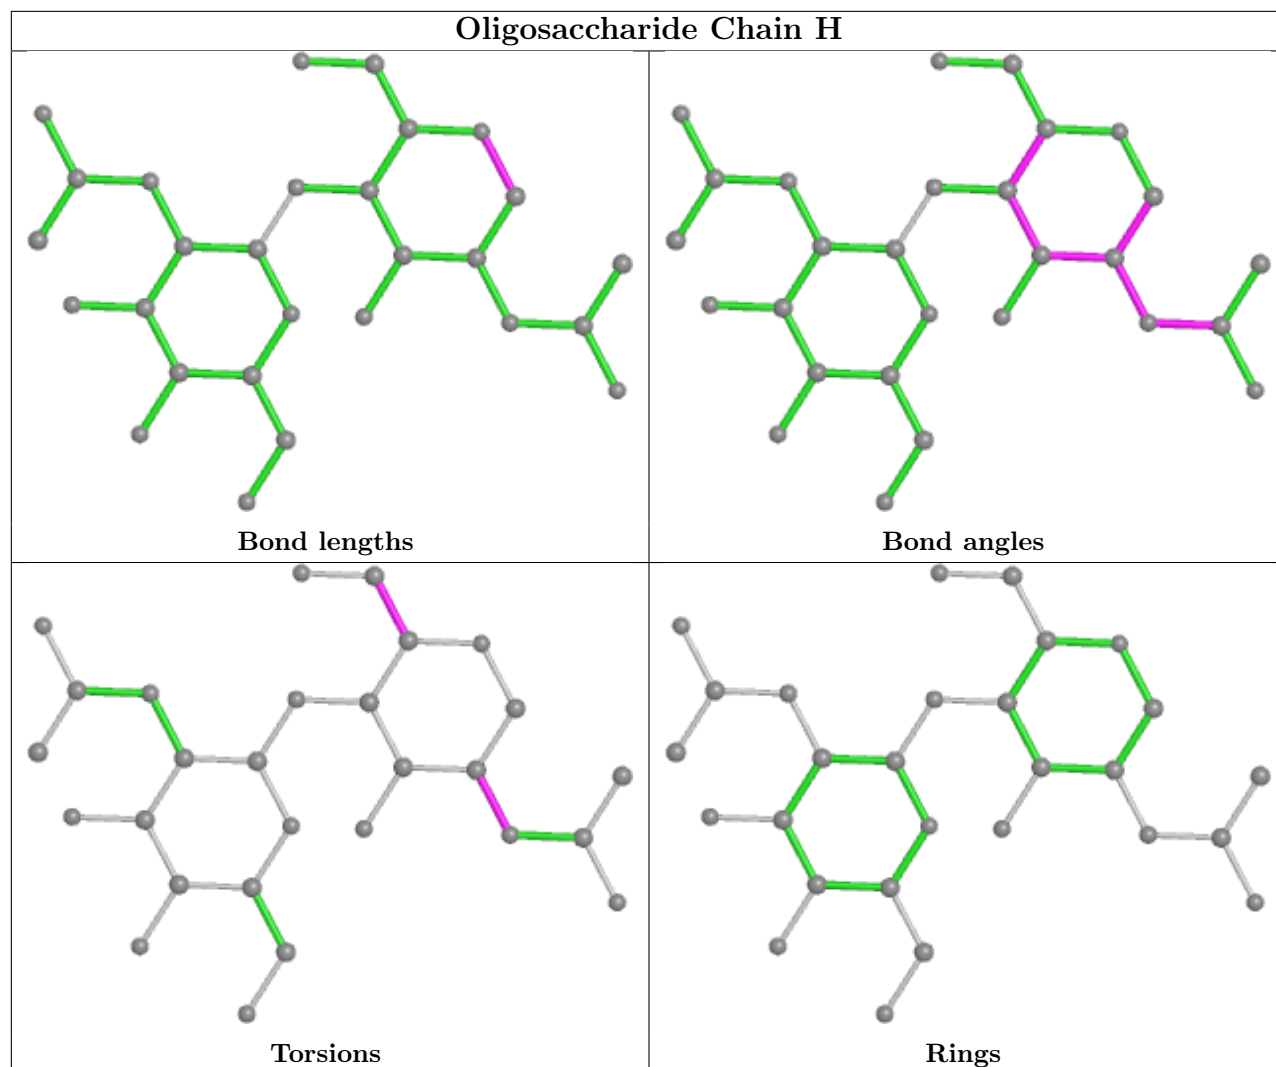 Oligosaccharide Chain H
Bond lengths
Bond angles
Torsions
Rings